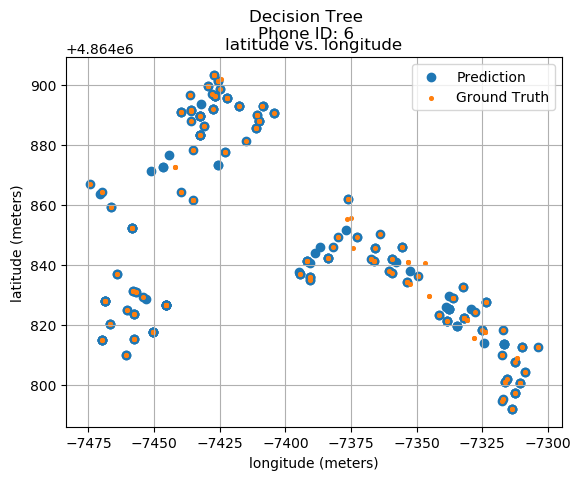 Decision Tree
Phone ID: 6
latitude vs. longitude
+4.864e6
Prediction
Ground Truth
900
880
860
840
820
800
latitude (meters)
−7475 −7450 −7425 −7400 −7375 −7350 −7325 −7300
longitude (meters)